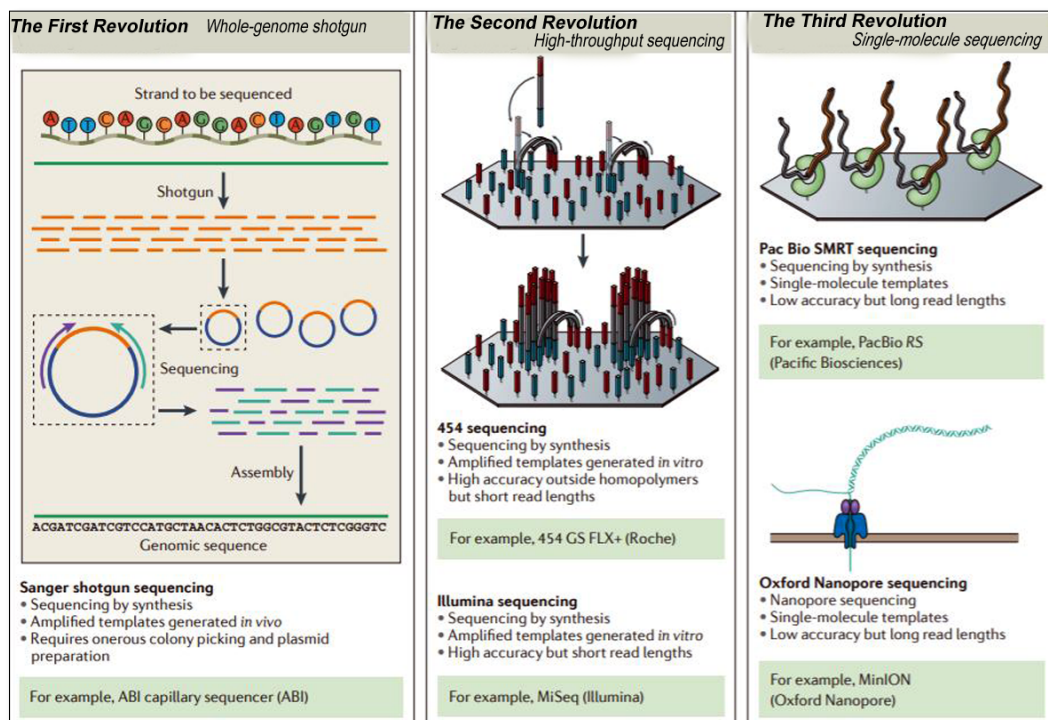 The First Revolution Whole-genome shotgun
Strand to be sequenced
A T T C A G C A G G A C T A G T G T
Shotgun
Sequencing
Assembly
ACGATCGATCGTCCATGCTAACACTCTGGCGTACTCTCGGGTC
Genomic sequence
Sanger shotgun sequencing
• Sequencing by synthesis
• Amplified templates generated in vivo
• Requires onerous colony picking and plasmid
preparation
For example, ABI capillary sequencer (ABI)
The Second Revolution
High-throughput sequencing
454 sequencing
• Sequencing by synthesis
• Amplified templates generated in vitro
• High accuracy outside homopolymers
but short read lengths
For example, 454 GS FLX+ (Roche)
Illumina sequencing
• Sequencing by synthesis
• Amplified templates generated in vitro
• High accuracy but short read lengths
For example, MiSeq (Illumina)
The Third Revolution
Single-molecule sequencing
Pac Bio SMRT sequencing
• Sequencing by synthesis
• Single-molecule templates
• Low accuracy but long read lengths
For example, PacBio RS
(Pacific Biosciences)
Oxford Nanopore sequencing
• Nanopore sequencing
• Single-molecule templates
• Low accuracy but long read lengths
For example, MinION
(Oxford Nanopore)